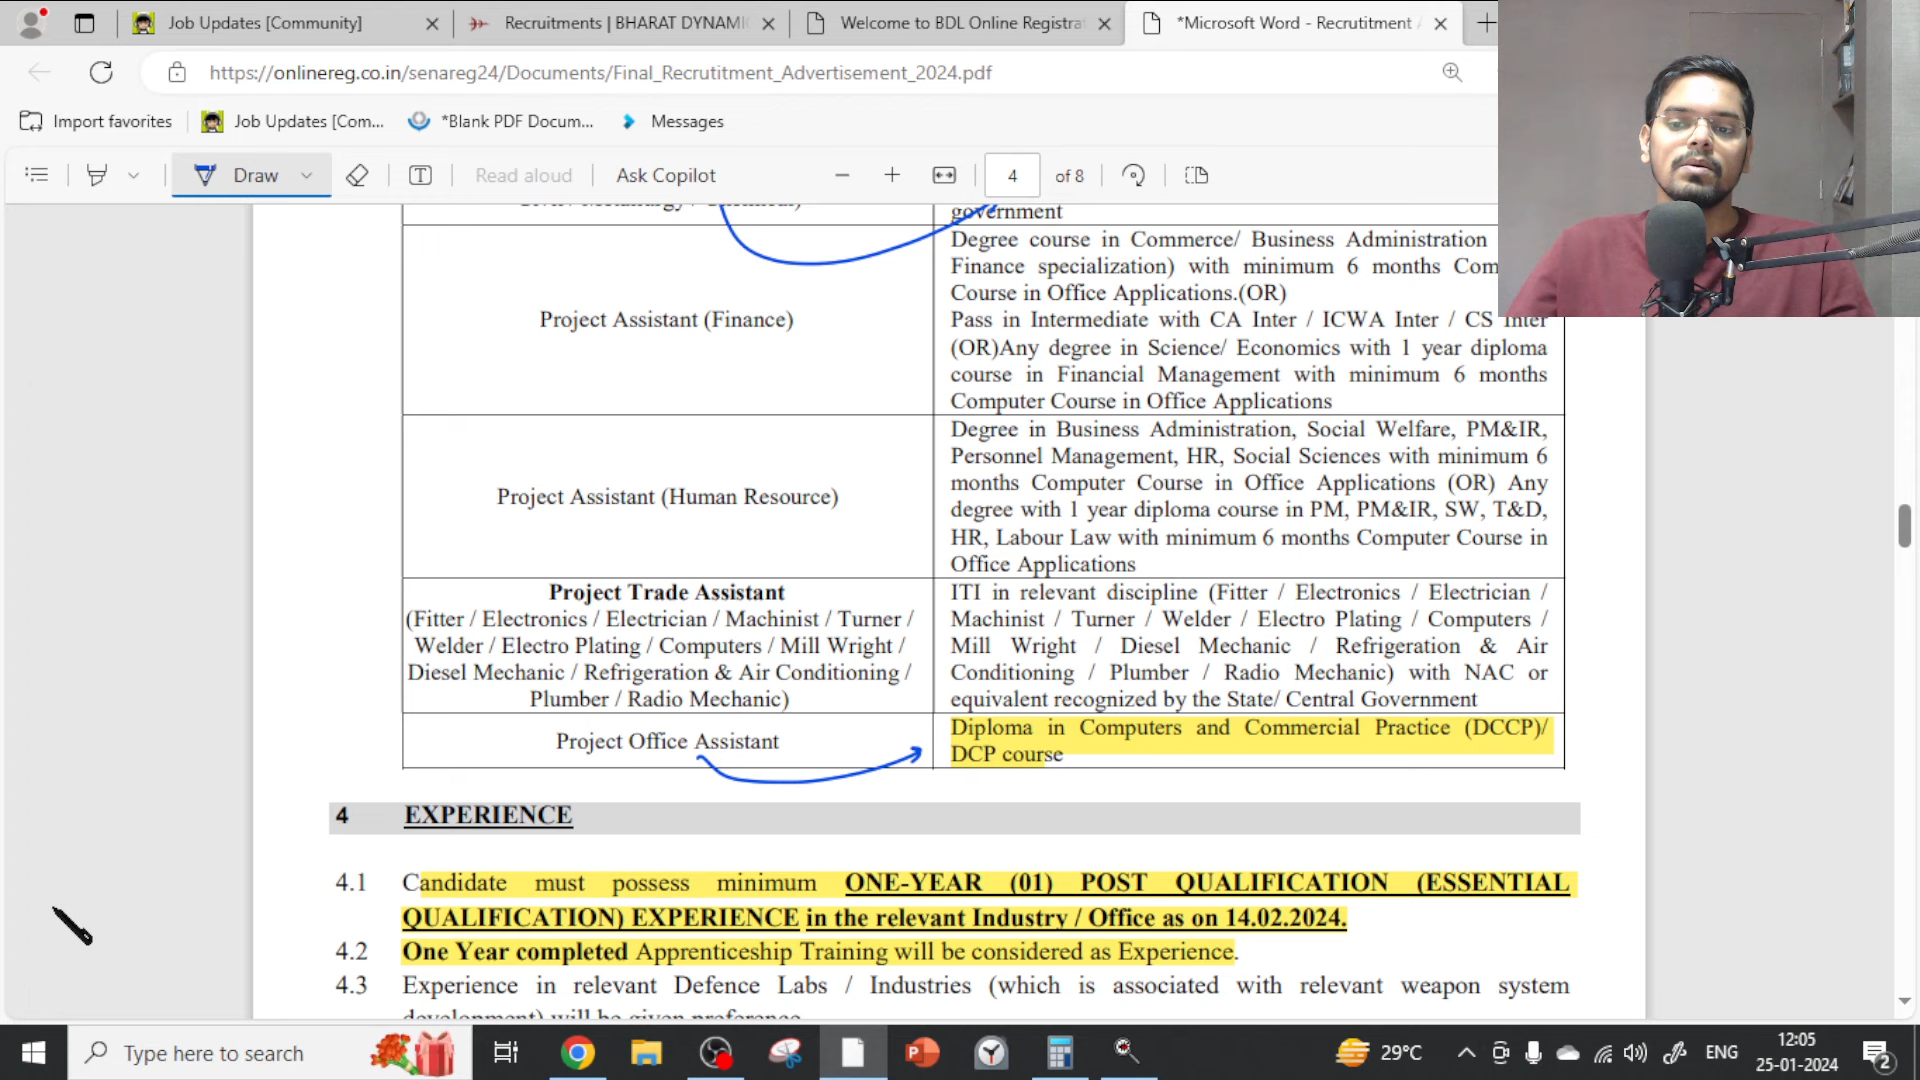 Job Updates [Community]
Recruitments | BHARAT DYNAMI
Welcome to BDL Online Registra
*Microsoft Word - Recrutitment A
https://onlinereg.co.in/senareg24/Documents/Final_Recrutitment_Advertisement_2024.pdf
Import favorites
Job Updates [Com...
*Blank PDF Docum...
Messages
Draw
Read aloud
Ask Copilot
4
of 8
government
Project Assistant (Finance)
Degree course in Commerce/ Business Administration
Finance specialization) with minimum 6 months Com
Course in Office Applications.(OR)
Pass in Intermediate with CA Inter / ICWA Inter / CS Inter
(OR)Any degree in Science/ Economics with 1 year diploma
course in Financial Management with minimum 6 months
Computer Course in Office Applications
Project Assistant (Human Resource)
Degree in Business Administration, Social Welfare, PM&IR,
Personnel Management, HR, Social Sciences with minimum 6
months Computer Course in Office Applications (OR) Any
degree with 1 year diploma course in PM, PM&IR, SW, T&D,
HR, Labour Law with minimum 6 months Computer Course in
Office Applications
Project Trade Assistant
(Fitter / Electronics / Electrician / Machinist / Turner /
Welder / Electro Plating / Computers / Mill Wright /
Diesel Mechanic / Refrigeration & Air Conditioning /
Plumber / Radio Mechanic)
ITI in relevant discipline (Fitter / Electronics / Electrician /
Machinist / Turner / Welder / Electro Plating / Computers /
Mill Wright / Diesel Mechanic / Refrigeration & Air
Conditioning / Plumber / Radio Mechanic) with NAC or
equivalent recognized by the State/ Central Government
Project Office Assistant
Diploma in Computers and Commercial Practice (DCCP)/
DCP course
4 EXPERIENCE
4.1 Candidate must possess minimum ONE-YEAR (01) POST QUALIFICATION (ESSENTIAL
QUALIFICATION) EXPERIENCE in the relevant Industry / Office as on 14.02.2024.
4.2 One Year completed Apprenticeship Training will be considered as Experience.
4.3 Experience in relevant Defence Labs / Industries (which is associated with relevant weapon system
development) will be given preference
Type here to search
29°C
ENG
12:05
25-01-2024
2